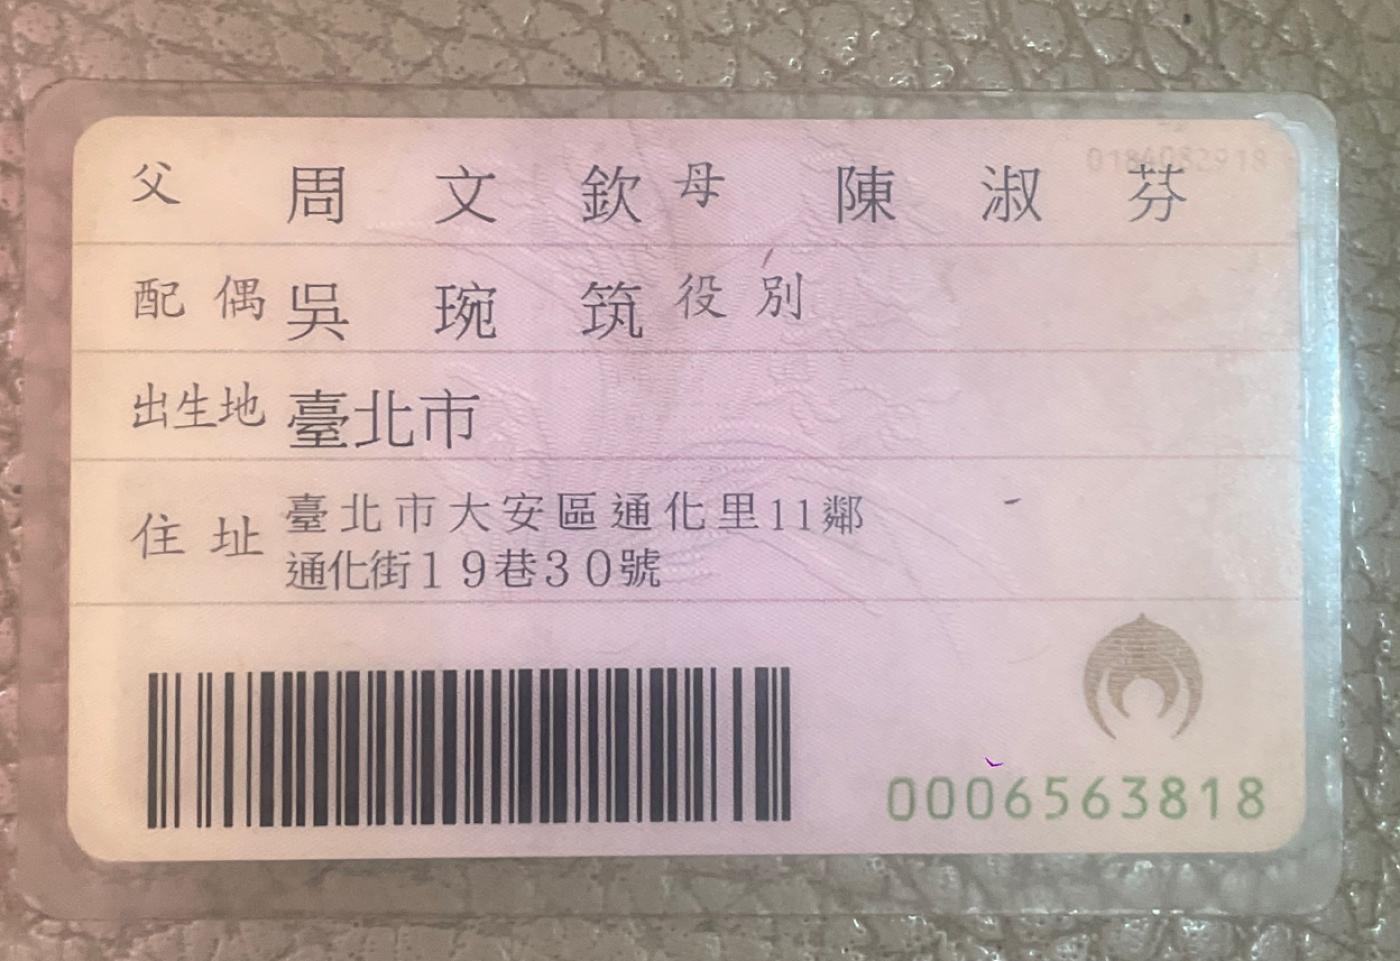 父 周文欽 母 陳淑芬
配偶 吳琬筑 役別
出生地 臺北市
住址 臺北市大安區通化里11鄰
通化街19巷30號
0006563818